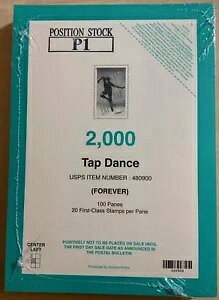 POSITION STOCK
P1
2,000
Tap Dance
USPS ITEM NUMBER : 480900
(FOREVER)
100 Panes
20 First-Class Stamps per Pane
CENTER
LEFT
POSITIVELY NOT TO BE PLACED ON SALE UNTIL
THE FIRST DAY SALE DATE AS ANNOUNCED IN
THE POSTAL BULLETIN
480900